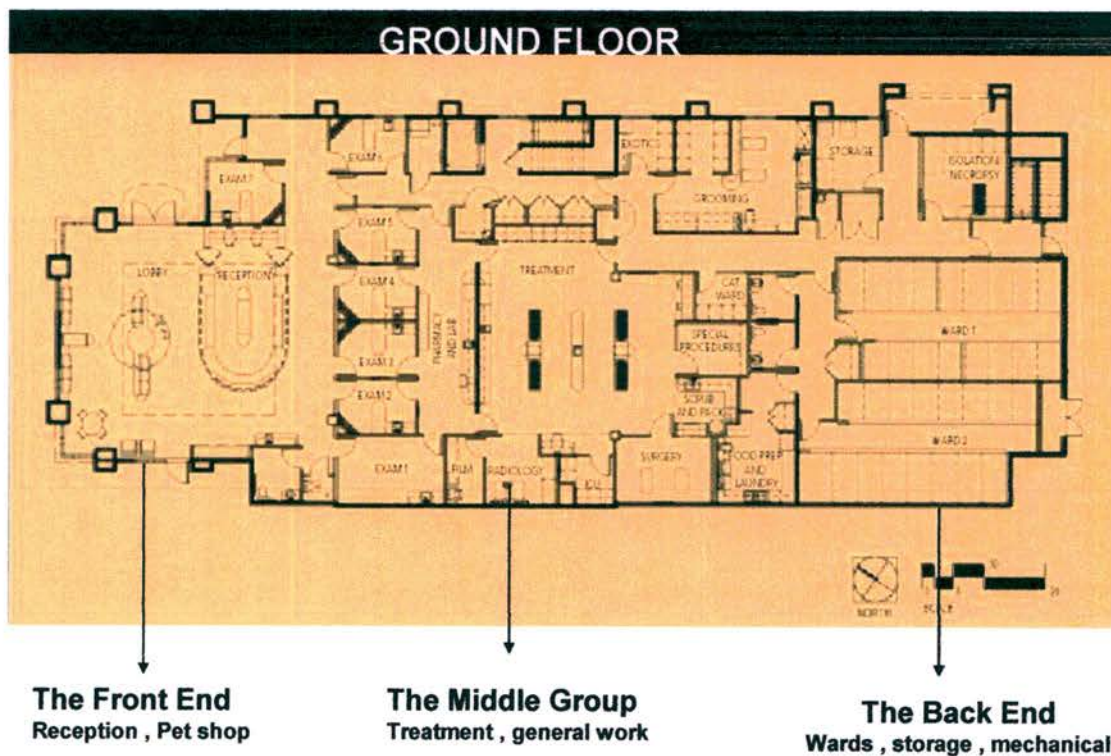 GROUND FLOOR
EXAM 6
EXOTICS
STORAGE
ISOLATION/
NECROPSY
EXAM 7
GROOMING
EXAM 5
LOBBY
RECEPTION
TREATMENT
EXAM 4
CAT
WARD
PHARMACY
AND LAB
WARD 1
SPECIAL
PROCEDURES
EXAM 3
EXAM 2
SCRUB
AND PACK
WARD 2
EXAM 1
FILM
RADIOLOGY
ICU
SURGERY
FOOD PREP
AND
LAUNDRY
NORTH
SCALE
The Front End
Reception , Pet shop
The Middle Group
Treatment , general work
The Back End
Wards , storage , mechanical